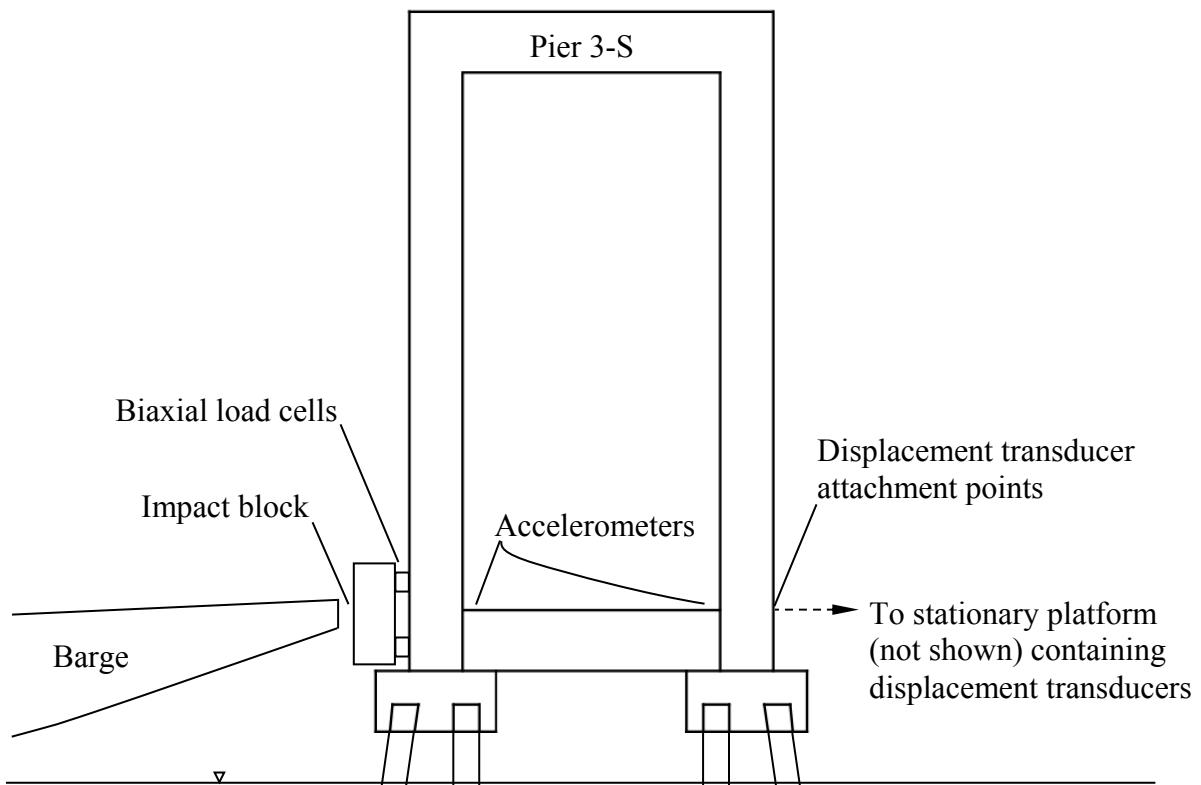 Pier 3-S
Biaxial load cells
Displacement transducer
attachment points
Impact block
Accelerometers
To stationary platform
(not shown) containing
displacement transducers
Barge